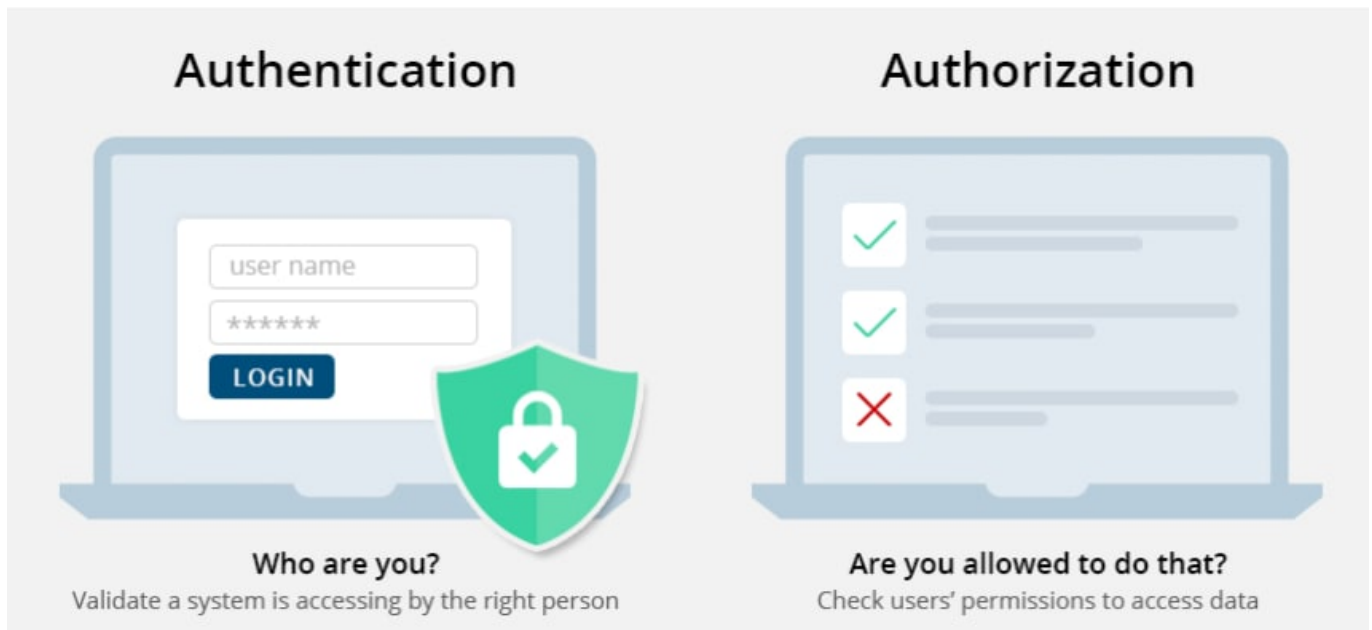 Authentication
user name
******
LOGIN
Who are you?
Validate a system is accessing by the right person
Authorization
Are you allowed to do that?
Check users' permissions to access data